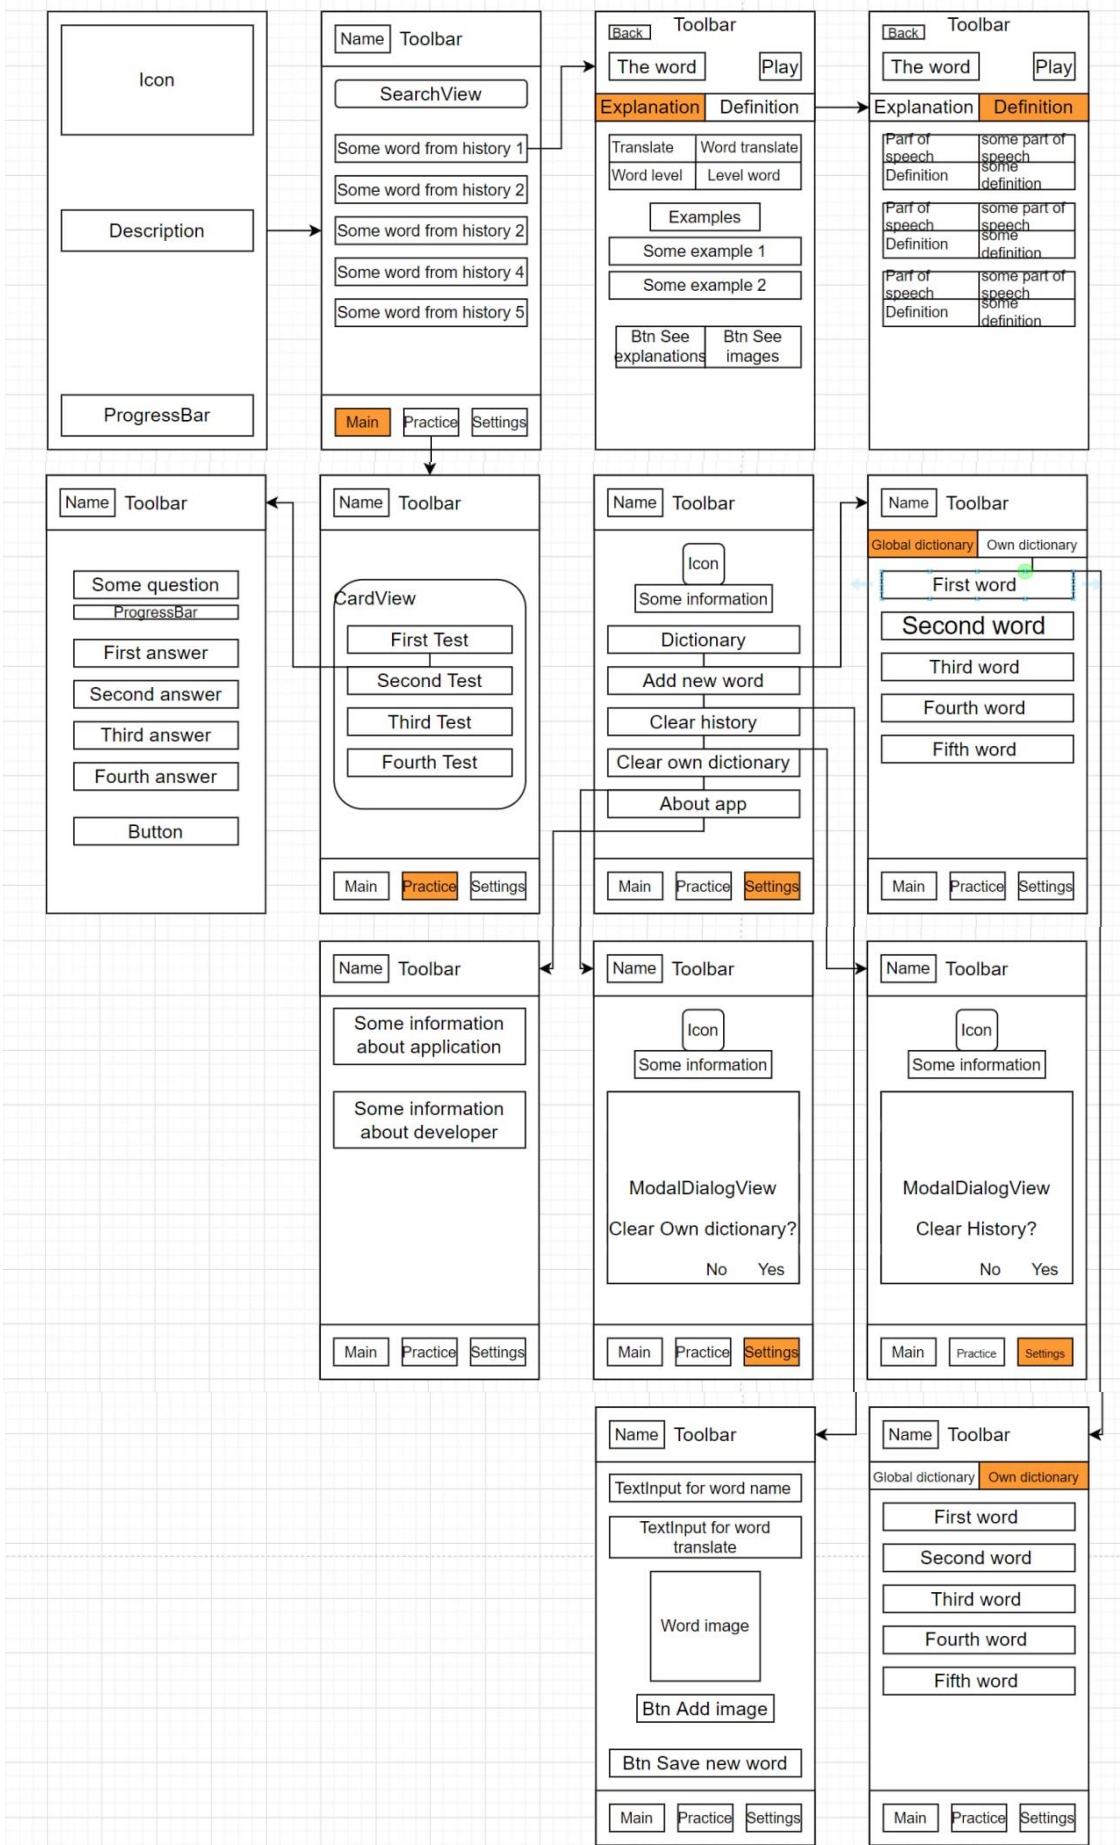 Icon
Description
ProgressBar
Name Toolbar
SearchView
Some word from history 1
Some word from history 2
Some word from history 2
Some word from history 4
Some word from history 5
Main Practice Settings
Back Toolbar
The word Play
Explanation Definition
Translate Word translate
Word level Level word
Examples
Some example 1
Some example 2
Btn See explanations Btn See images
Back Toolbar
The word Play
Explanation Definition
Parf of speech some part of speech
Definition some definition
Parf of speech some part of speech
Definition some definition
Parf of speech some part of speech
Definition some definition
Name Toolbar
Some question
ProgressBar
First answer
Second answer
Third answer
Fourth answer
Button
Name Toolbar
CardView
First Test
Second Test
Third Test
Fourth Test
Main Practice Settings
Name Toolbar
Icon
Some information
Dictionary
Add new word
Clear history
Clear own dictionary
About app
Main Practice Settings
Name Toolbar
Global dictionary Own dictionary
First word
Second word
Third word
Fourth word
Fifth word
Main Practice Settings
Name Toolbar
Some information
about application
Some information
about developer
Main Practice Settings
Name Toolbar
Icon
Some information
ModalDialogView
Clear Own dictionary?
No Yes
Main Practice Settings
Name Toolbar
Icon
Some information
ModalDialogView
Clear History?
No Yes
Main Practice Settings
Name Toolbar
TextInput for word name
TextInput for word
translate
Word image
Btn Add image
Btn Save new word
Main Practice Settings
Name Toolbar
Global dictionary Own dictionary
First word
Second word
Third word
Fourth word
Fifth word
Main Practice Settings